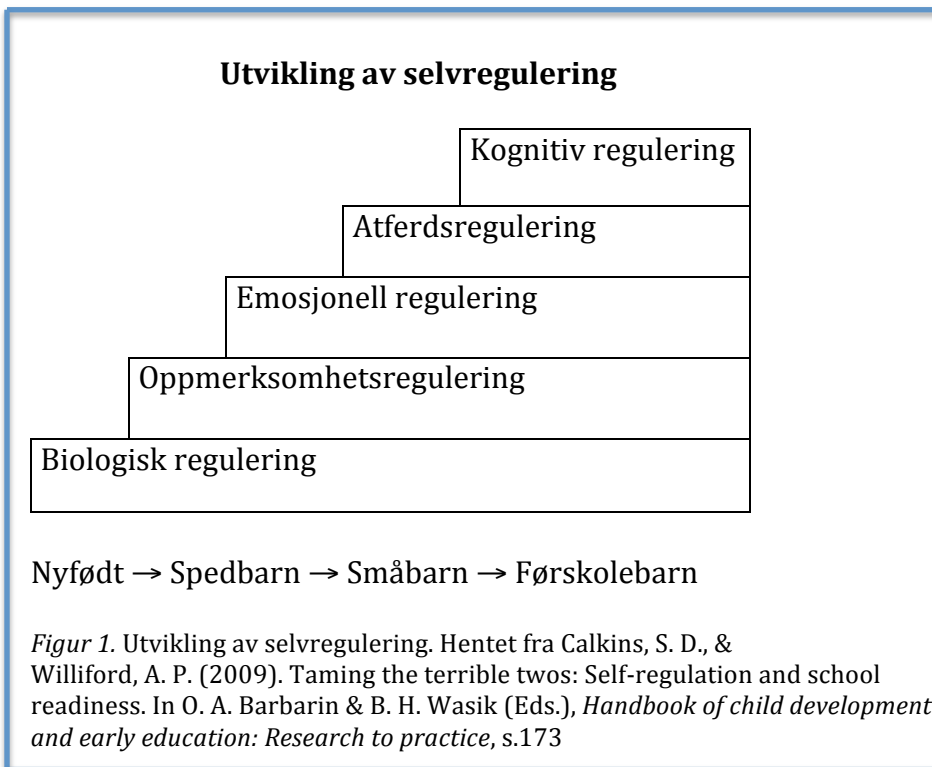 Utvikling av selvregulering
Kognitiv regulering
Atferdsregulering
Emosjonell regulering
Oppmerksomhetsregulering
Biologisk regulering
Nyfødt → Spedbarn → Småbarn → Førskolebarn
Figur 1. Utvikling av selvregulering. Hentet fra Calkins, S. D., &
Williford, A. P. (2009). Taming the terrible twos: Self-regulation and school
readiness. In O. A. Barbarin & B. H. Wasik (Eds.), Handbook of child development
and early education: Research to practice, s.173